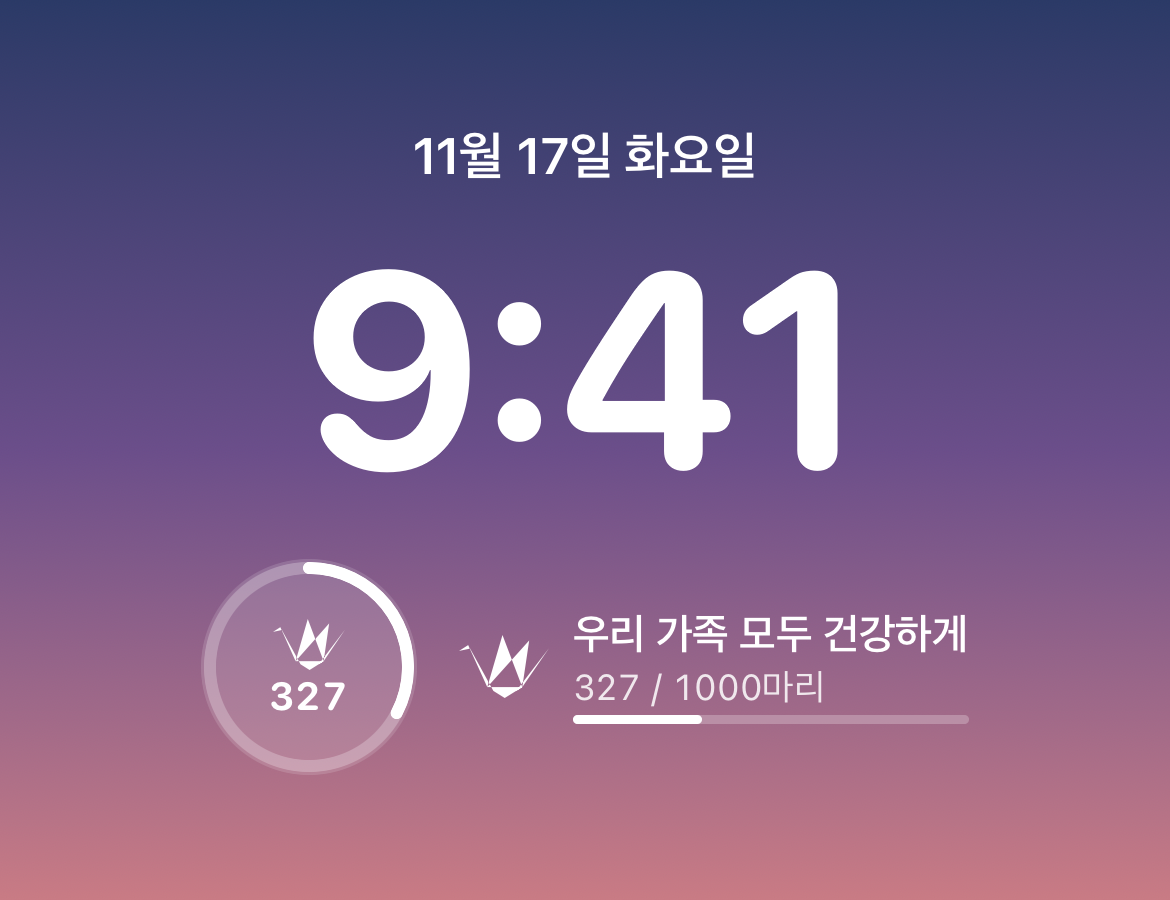 11월 17일 화요일
9:41
327
우리 가족 모두 건강하게
327 / 1000마리